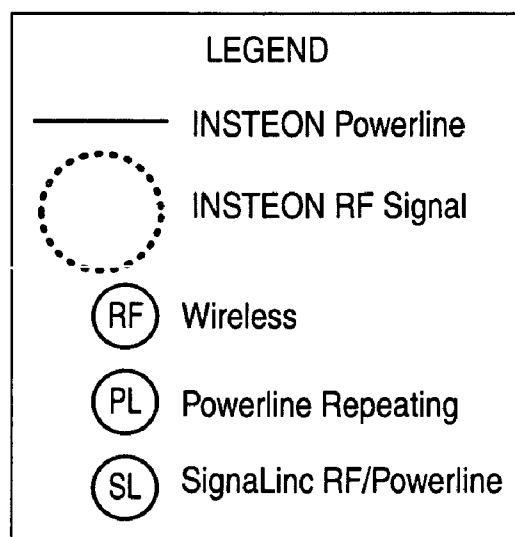 LEGEND
INSTEON Powerline
INSTEON RF Signal
RF Wireless
PL Powerline Repeating
SL SignaLinc RF/Powerline